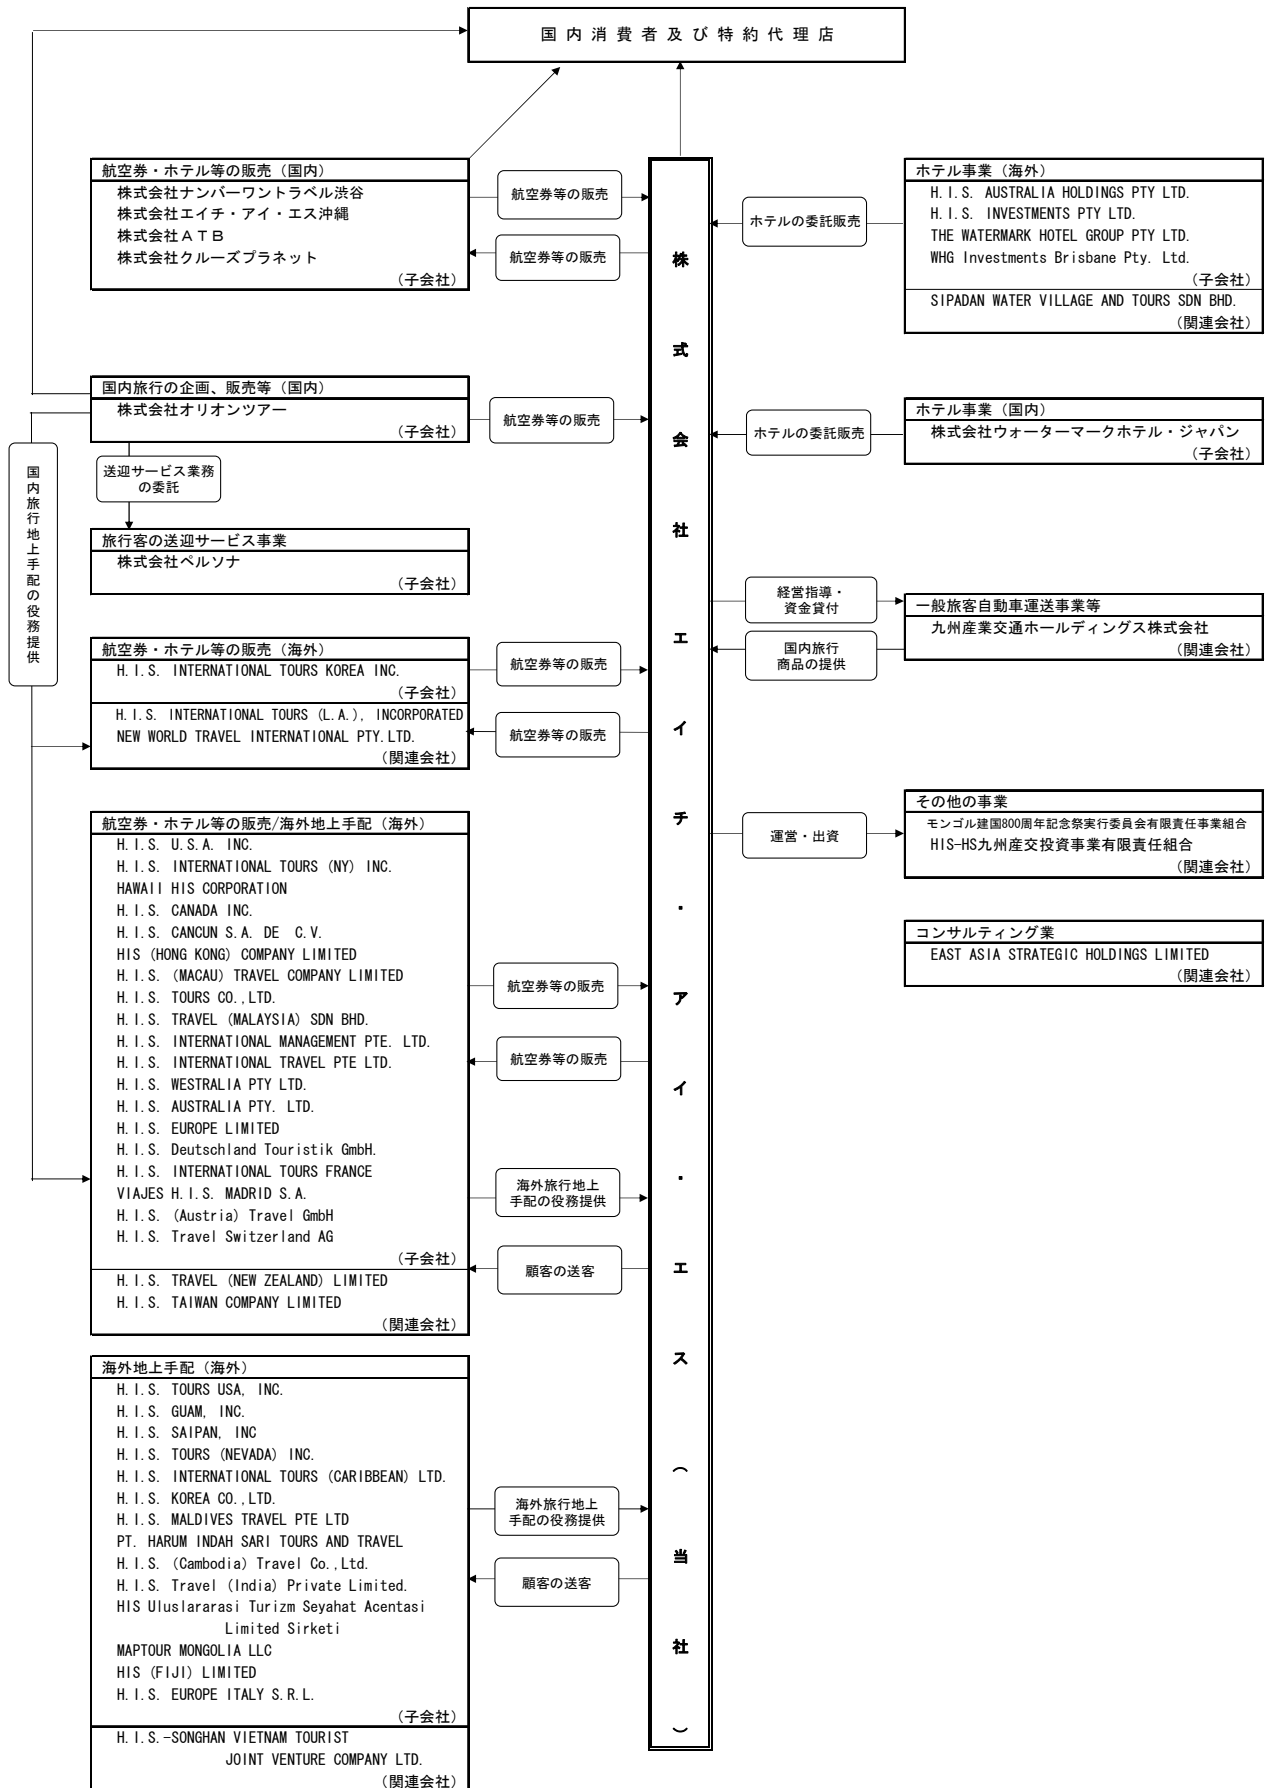 国内消費者及び特約代理店
航空券・ホテル等の販売（国内）
株式会社ナンバーワントラベル渋谷
株式会社エイチ・アイ・エス沖縄
株式会社ＡＴＢ
株式会社クルーズプラネット
（子会社）
航空券等の販売
航空券等の販売
国内旅行の企画、販売等（国内）
株式会社オリオンツアー
（子会社）
航空券等の販売
送迎サービス業務
の委託
国内旅行地上手配の役務提供
旅行客の送迎サービス事業
株式会社ペルソナ
（子会社）
航空券・ホテル等の販売（海外）
H.I.S. INTERNATIONAL TOURS KOREA INC.
（子会社）
H.I.S. INTERNATIONAL TOURS (L.A.), INCORPORATED
NEW WORLD TRAVEL INTERNATIONAL PTY.LTD.
（関連会社）
航空券等の販売
航空券等の販売
航空券・ホテル等の販売/海外地上手配（海外）
H.I.S. U.S.A. INC.
H.I.S. INTERNATIONAL TOURS (NY) INC.
HAWAII HIS CORPORATION
H.I.S. CANADA INC.
H.I.S. CANCUN S.A. DE C.V.
HIS (HONG KONG) COMPANY LIMITED
H.I.S. (MACAU) TRAVEL COMPANY LIMITED
H.I.S. TOURS CO.,LTD.
H.I.S. TRAVEL (MALAYSIA) SDN BHD.
H.I.S. INTERNATIONAL MANAGEMENT PTE. LTD.
H.I.S. INTERNATIONAL TRAVEL PTE LTD.
H.I.S. WESTRALIA PTY LTD.
H.I.S. AUSTRALIA PTY. LTD.
H.I.S. EUROPE LIMITED
H.I.S. Deutschland Touristik GmbH.
H.I.S. INTERNATIONAL TOURS FRANCE
VIAJES H.I.S. MADRID S.A.
H.I.S. (Austria) Travel GmbH
H.I.S. Travel Switzerland AG
（子会社）
H.I.S. TRAVEL (NEW ZEALAND) LIMITED
H.I.S. TAIWAN COMPANY LIMITED
（関連会社）
航空券等の販売
航空券等の販売
海外旅行地上
手配の役務提供
顧客の送客
海外地上手配（海外）
H.I.S. TOURS USA, INC.
H.I.S. GUAM, INC.
H.I.S. SAIPAN, INC
H.I.S. TOURS (NEVADA) INC.
H.I.S. INTERNATIONAL TOURS (CARIBBEAN) LTD.
H.I.S. KOREA CO.,LTD.
H.I.S. MALDIVES TRAVEL PTE LTD
PT. HARUM INDAH SARI TOURS AND TRAVEL
H.I.S. (Cambodia) Travel Co.,Ltd.
H.I.S. Travel (India) Private Limited.
HIS Uluslararasi Turizm Seyahat Acentasi
Limited Sirketi
MAPTOUR MONGOLIA LLC
HIS (FIJI) LIMITED
H.I.S. EUROPE ITALY S.R.L.
（子会社）
H.I.S.-SONGHAN VIETNAM TOURIST
JOINT VENTURE COMPANY LTD.
（関連会社）
海外旅行地上
手配の役務提供
顧客の送客
株式会社エイチ・アイ・エス（当社）
ホテル事業（海外）
H.I.S. AUSTRALIA HOLDINGS PTY LTD.
H.I.S. INVESTMENTS PTY LTD.
THE WATERMARK HOTEL GROUP PTY LTD.
WHG Investments Brisbane Pty. Ltd.
（子会社）
SIPADAN WATER VILLAGE AND TOURS SDN BHD.
（関連会社）
ホテルの委託販売
ホテル事業（国内）
株式会社ウォーターマークホテル・ジャパン
（子会社）
ホテルの委託販売
経営指導・
資金貸付
国内旅行
商品の提供
一般旅客自動車運送事業等
九州産業交通ホールディングス株式会社
（関連会社）
運営・出資
その他の事業
モンゴル建国800周年記念祭実行委員会有限責任事業組合
HIS-HS九州産交投資事業有限責任組合
（関連会社）
コンサルティング業
EAST ASIA STRATEGIC HOLDINGS LIMITED
（関連会社）